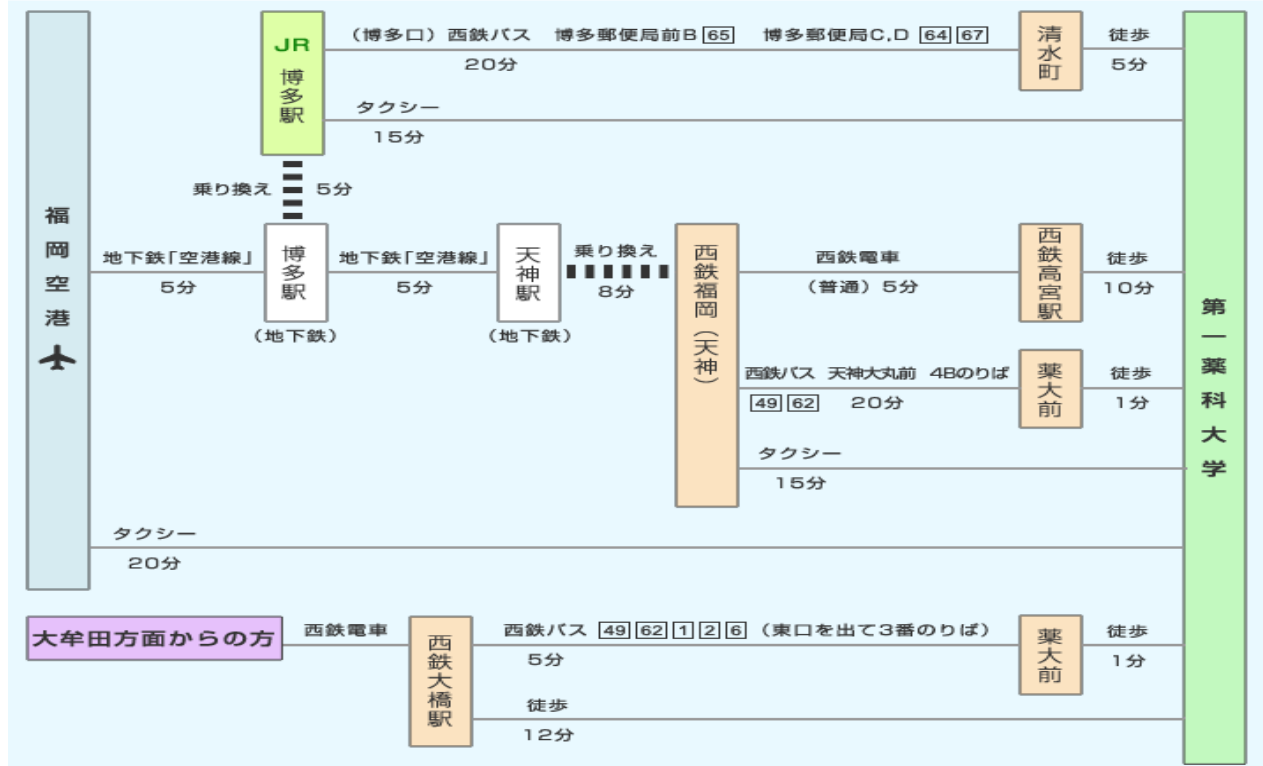 JR 博多駅
（博多口）西鉄バス 博多郵便局前B 65 博多郵便局C,D 64 67
20分
清水町
徒歩
5分
タクシー
15分
乗り換え 5分
福岡空港
地下鉄「空港線」
5分
博多駅
（地下鉄）
地下鉄「空港線」
5分
天神駅
（地下鉄）
乗り換え
8分
西鉄福岡（天神）
西鉄電車
（普通）5分
西鉄高宮駅
徒歩
10分
西鉄バス 天神大丸前 4Bのりば
49 62 20分
薬大前
徒歩
1分
タクシー
15分
タクシー
20分
第一薬科大学
大牟田方面からの方
西鉄電車
西鉄大橋駅
西鉄バス 49 62 1 2 6 （東口を出て3番のりば）
5分
薬大前
徒歩
1分
徒歩
12分